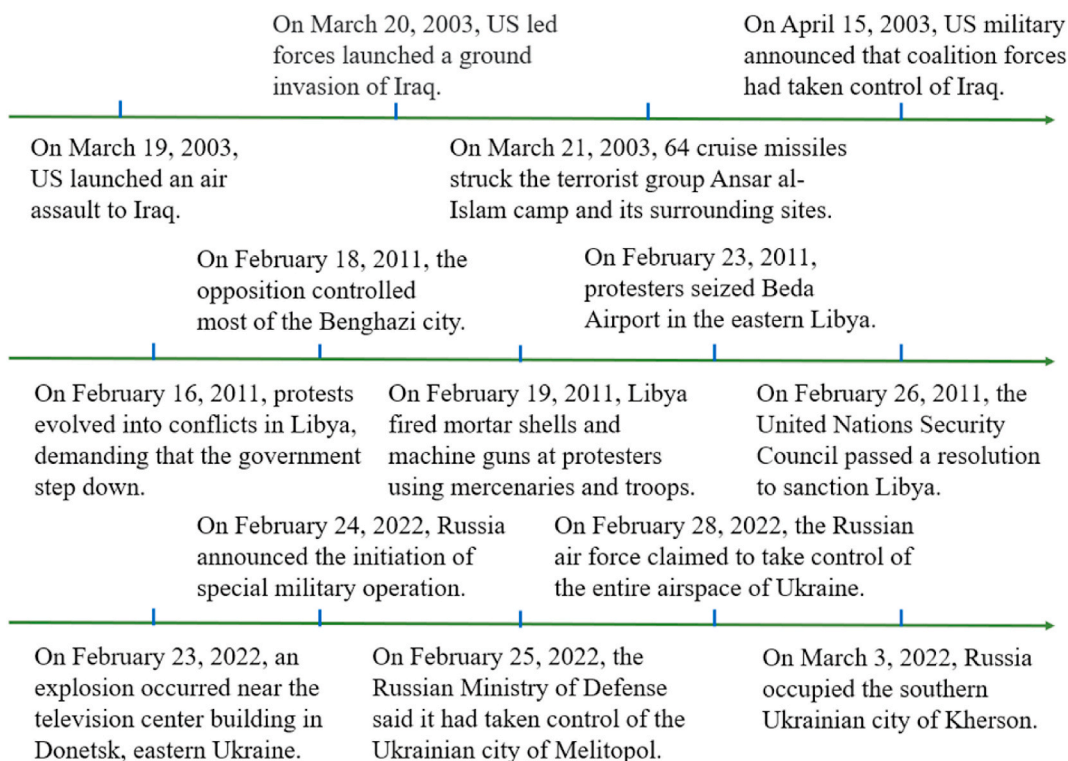 On March 20, 2003, US led
forces launched a ground
invasion of Iraq.
On April 15, 2003, US military
announced that coalition forces
had taken control of Iraq.
On March 19, 2003,
US launched an air
assault to Iraq.
On March 21, 2003, 64 cruise missiles
struck the terrorist group Ansar al-
Islam camp and its surrounding sites.
On February 18, 2011, the
opposition controlled
most of the Benghazi city.
On February 23, 2011,
protesters seized Beda
Airport in the eastern Libya.
On February 16, 2011, protests
evolved into conflicts in Libya,
demanding that the government
step down.
On February 19, 2011, Libya
fired mortar shells and
machine guns at protesters
using mercenaries and troops.
On February 26, 2011, the
United Nations Security
Council passed a resolution
to sanction Libya.
On February 24, 2022, Russia
announced the initiation of
special military operation.
On February 28, 2022, the Russian
air force claimed to take control of
the entire airspace of Ukraine.
On February 23, 2022, an
explosion occurred near the
television center building in
Donetsk, eastern Ukraine.
On February 25, 2022, the
Russian Ministry of Defense
said it had taken control of the
Ukrainian city of Melitopol.
On March 3, 2022, Russia
occupied the southern
Ukrainian city of Kherson.